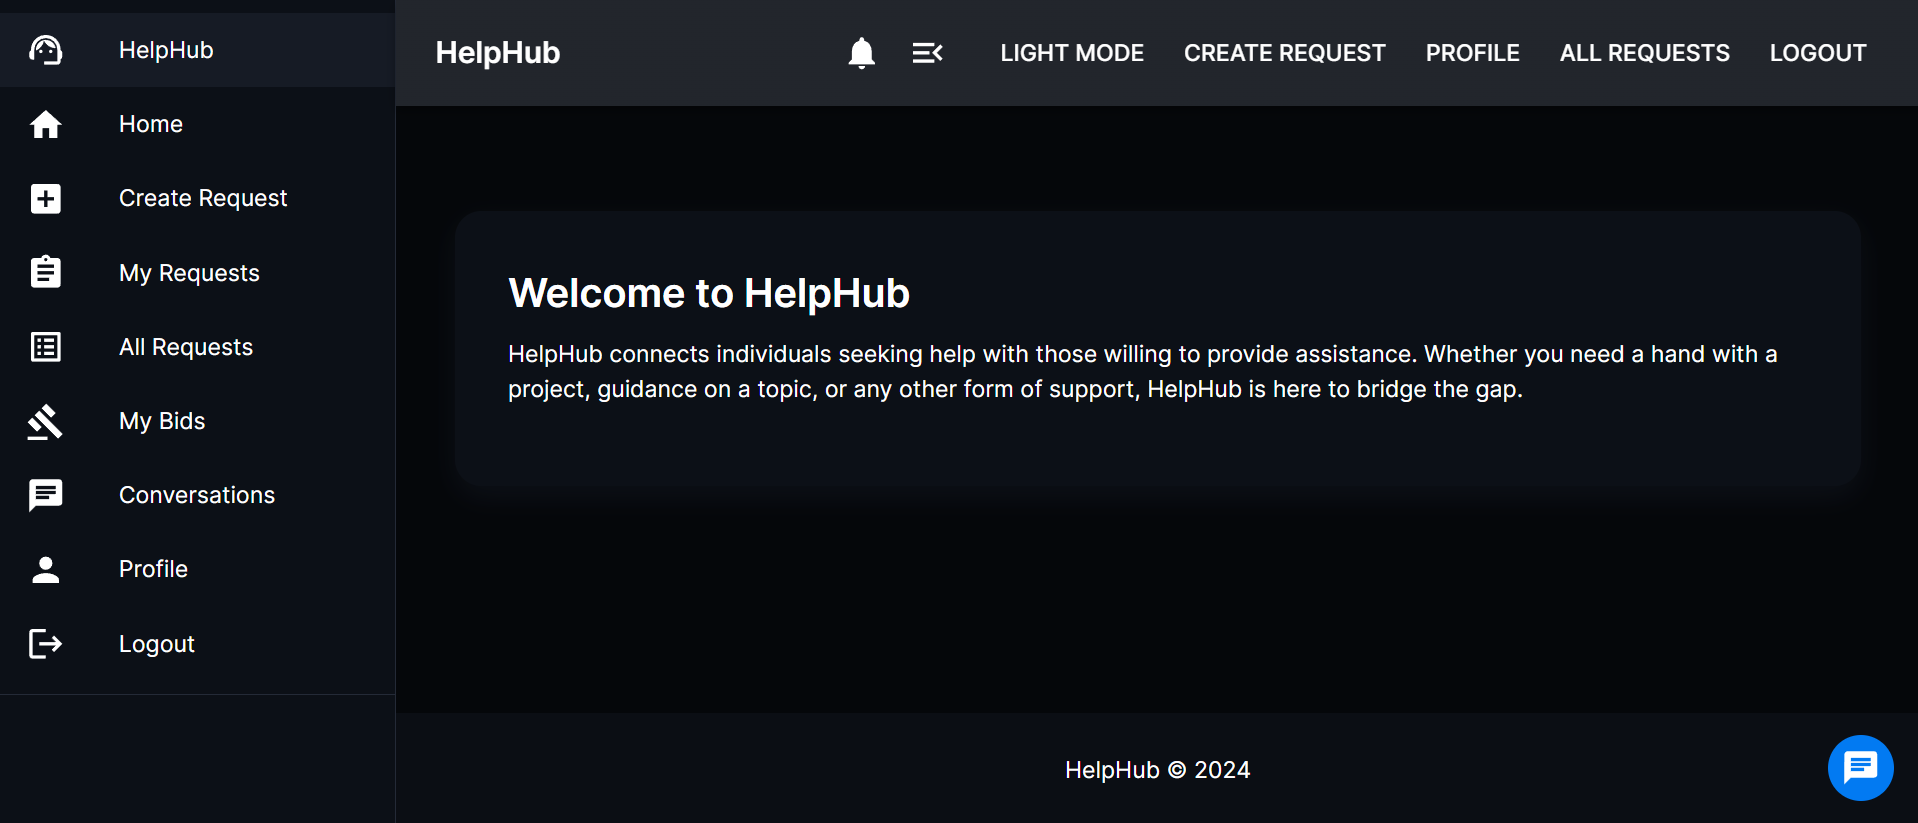 HelpHub
Home
Create Request
My Requests
All Requests
My Bids
Conversations
Profile
Logout
HelpHub
LIGHT MODE
CREATE REQUEST
PROFILE
ALL REQUESTS
LOGOUT
Welcome to HelpHub
HelpHub connects individuals seeking help with those willing to provide assistance. Whether you need a hand with a
project, guidance on a topic, or any other form of support, HelpHub is here to bridge the gap.
HelpHub © 2024